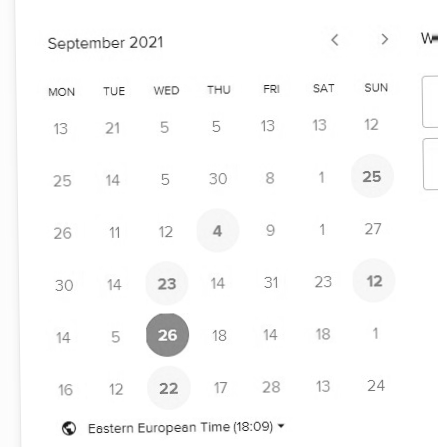 September 2021
MON TUE WED THU FRI SAT SUN
13 21 5 5 13 13 12
25 14 5 30 8 1 25
26 11 12 4 9 1 27
30 14 23 14 31 23 12
14 5 26 18 14 18 1
16 12 22 17 28 13 24
Eastern European Time (18:09)